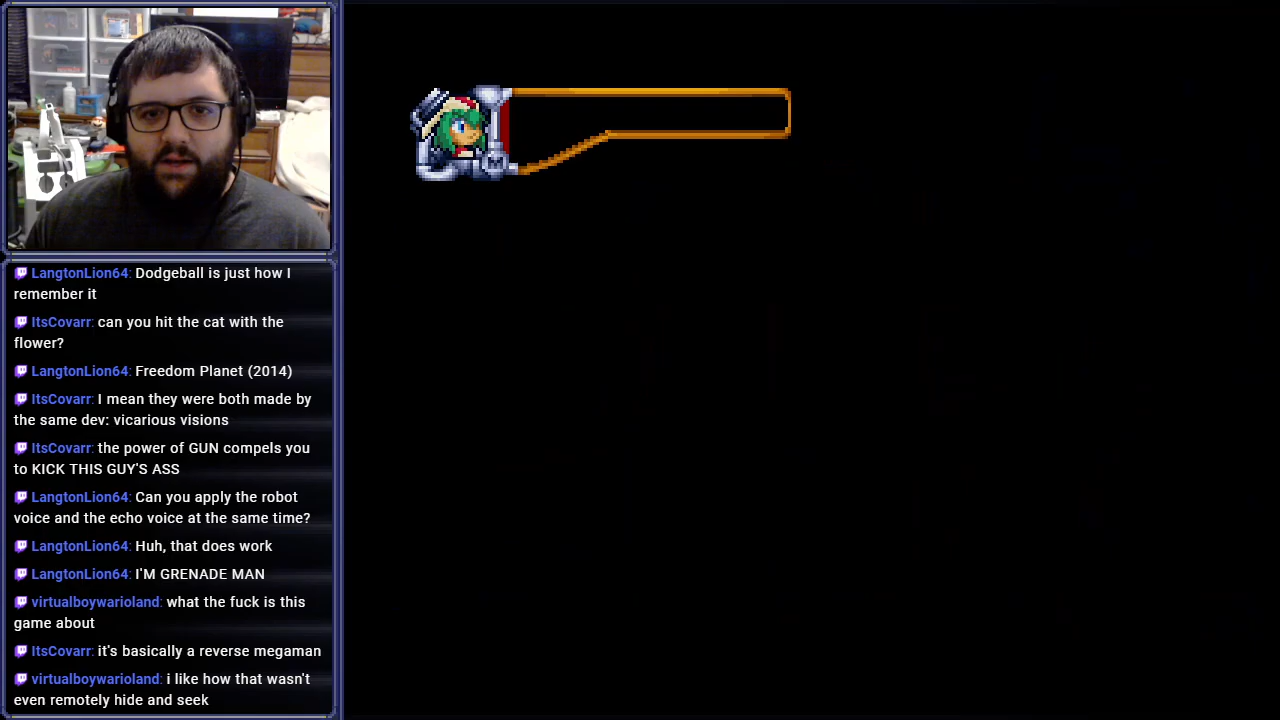 LangtonLion64: Dodgeball is just how I
remember it
ItsCovarr: can you hit the cat with the
flower?
LangtonLion64: Freedom Planet (2014)
ItsCovarr: I mean they were both made by
the same dev: vicarious visions
ItsCovarr: the power of GUN compels you
to KICK THIS GUY'S ASS
LangtonLion64: Can you apply the robot
voice and the echo voice at the same time?
LangtonLion64: Huh, that does work
LangtonLion64: I'M GRENADE MAN
virtualboywarioland: what the fuck is this
game about
ItsCovarr: it's basically a reverse megaman
virtualboywarioland: i like how that wasn't
even remotely hide and seek